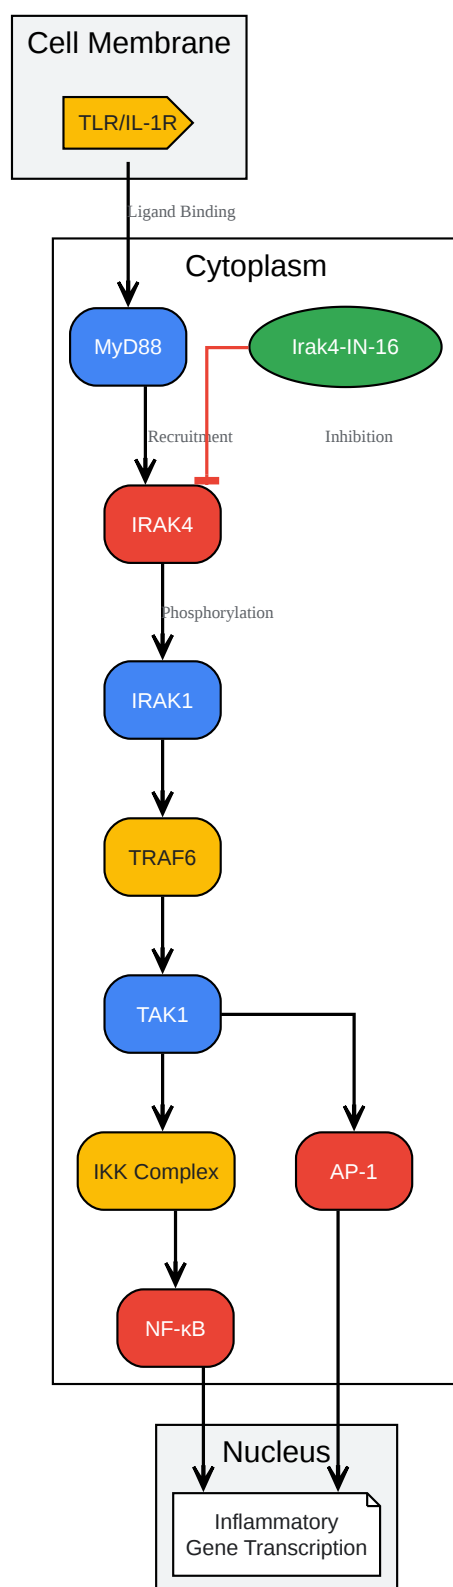 Cell Membrane
TLR/IL-1R
Ligand Binding
Cytoplasm
MyD88
Irak4-IN-16
Recruitment
Inhibition
IRAK4
Phosphorylation
IRAK1
TRAF6
TAK1
IKK Complex
AP-1
NF-κB
Nucleus
Inflammatory
Gene Transcription